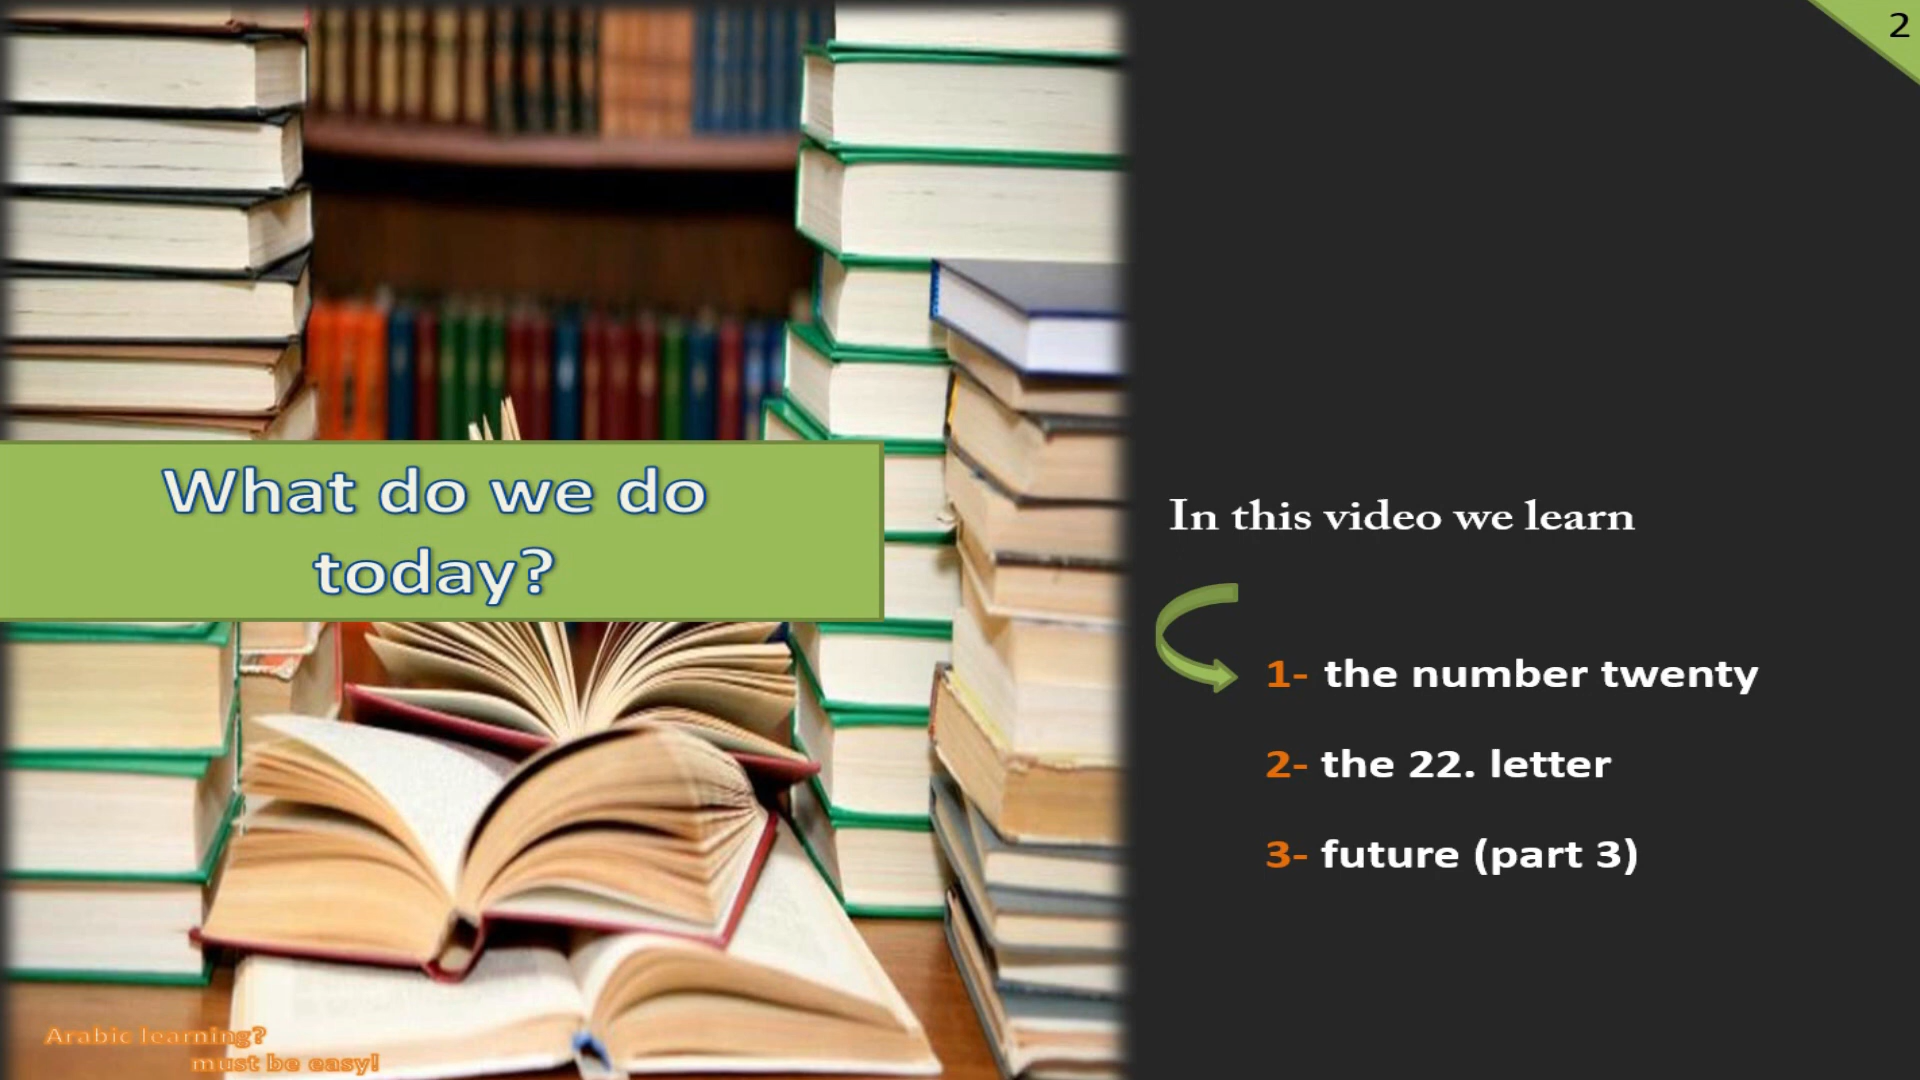 2
What do we do
today?
In this video we learn
1- the number twenty
2- the 22. letter
3- future (part 3)
Arabic learning?
must be easy!